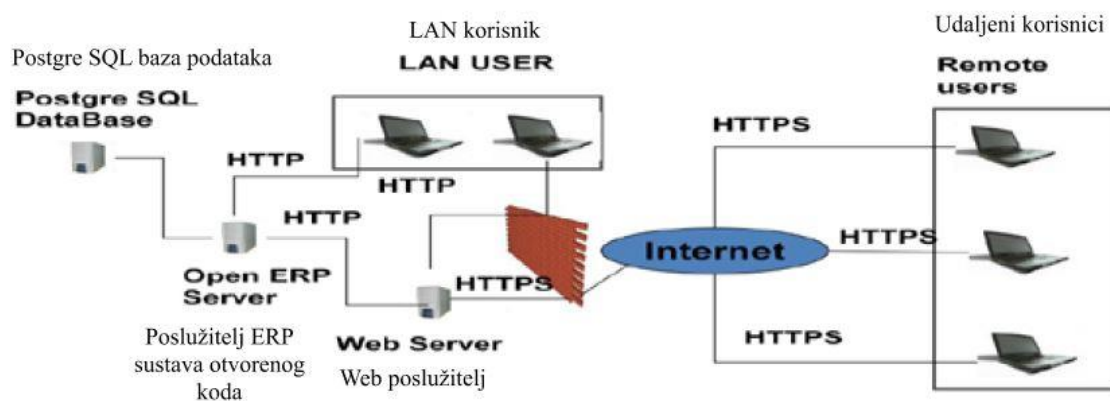 LAN korisnik
LAN USER
Udaljeni korisnici
Remote
users
Postgre SQL baza podataka
Postgre SQL
DataBase
HTTP
HTTP
HTTP
HTTPS
HTTPS
HTTPS
HTTPS
Internet
Open ERP
Server
Poslužitelj ERP
sustava otvorenog
koda
Web Server
Web poslužitelj